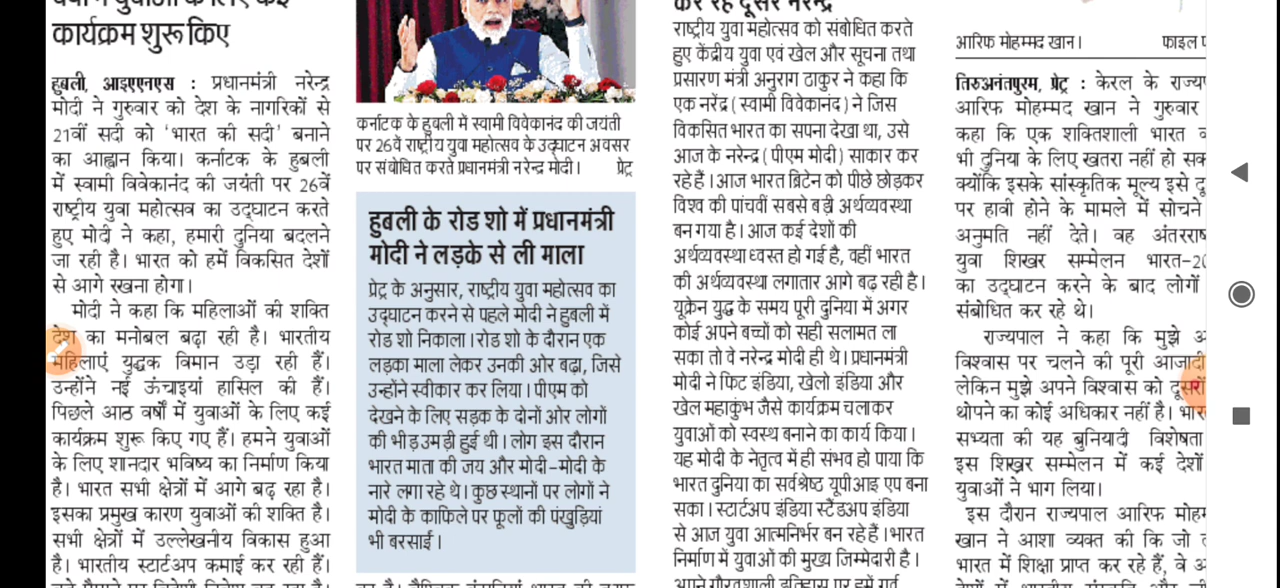 कार्यक्रम शुरू किए
हुबली, आइएएनएस : प्रधानमंत्री नरेन्द्र
मोदी ने गुरुवार को देश के नागरिकों से
21वीं सदी को ‘भारत की सदी’ बनाने
का आह्वान किया। कर्नाटक के हुबली
में स्वामी विवेकानंद की जयंती पर 26वें
राष्ट्रीय युवा महोत्सव का उद्घाटन करते
हुए मोदी ने कहा, हमारी दुनिया बदलने
जा रही है। भारत को हमें विकसित देशों
से आगे रखना होगा।
मोदी ने कहा कि महिलाओं की शक्ति
देश का मनोबल बढ़ा रही है। भारतीय
महिलाएं युद्धक विमान उड़ा रही हैं।
उन्होंने नई ऊंचाइयां हासिल की हैं।
पिछले आठ वर्षों में युवाओं के लिए कई
कार्यक्रम शुरू किए गए हैं। हमने युवाओं
के लिए शानदार भविष्य का निर्माण किया
है। भारत सभी क्षेत्रों में आगे बढ़ रहा है।
इसका प्रमुख कारण युवाओं की शक्ति है।
सभी क्षेत्रों में उल्लेखनीय विकास हुआ
है। भारतीय स्टार्टअप कमाई कर रही हैं।
कर्नाटक के हुबली में स्वामी विवेकानंद की जयंती
पर 26वें राष्ट्रीय युवा महोत्सव के उद्घाटन अवसर
पर संबोधित करते प्रधानमंत्री नरेन्द्र मोदी। प्रेट्र
हुबली के रोड शो में प्रधानमंत्री
मोदी ने लड़के से ली माला
प्रेट्र के अनुसार, राष्ट्रीय युवा महोत्सव का
उद्घाटन करने से पहले मोदी ने हुबली में
रोड शो निकाला। रोड शो के दौरान एक
लड़का माला लेकर उनकी ओर बढ़ा, जिसे
उन्होंने स्वीकार कर लिया। पीएम को
देखने के लिए सड़क के दोनों ओर लोगों
की भीड़ उमड़ी हुई थी। लोग इस दौरान
भारत माता की जय और मोदी-मोदी के
नारे लगा रहे थे। कुछ स्थानों पर लोगों ने
मोदी के काफिले पर फूलों की पंखुड़ियां
भी बरसाईं।
कर रहे दूसरे नरेन्द्र
राष्ट्रीय युवा महोत्सव को संबोधित करते
हुए केंद्रीय युवा एवं खेल और सूचना तथा
प्रसारण मंत्री अनुराग ठाकुर ने कहा कि
एक नरेंद्र (स्वामी विवेकानंद) ने जिस
विकसित भारत का सपना देखा था, उसे
आज के नरेन्द्र (पीएम मोदी) साकार कर
रहे हैं। आज भारत ब्रिटेन को पीछे छोड़कर
विश्व की पांचवीं सबसे बड़ी अर्थव्यवस्था
बन गया है। आज कई देशों की
अर्थव्यवस्था ध्वस्त हो गई है, वहीं भारत
की अर्थव्यवस्था लगातार आगे बढ़ रही है।
यूक्रेन युद्ध के समय पूरी दुनिया में अगर
कोई अपने बच्चों को सही सलामत ला
सका तो वे नरेन्द्र मोदी ही थे। प्रधानमंत्री
मोदी ने फिट इंडिया, खेलो इंडिया और
खेल महाकुंभ जैसे कार्यक्रम चलाकर
युवाओं को स्वस्थ बनाने का कार्य किया।
यह मोदी के नेतृत्व में ही संभव हो पाया कि
भारत दुनिया का सर्वश्रेष्ठ यूपीआइ एप बना
सका। स्टार्टअप इंडिया स्टैंडअप इंडिया
से आज युवा आत्मनिर्भर बन रहे हैं। भारत
निर्माण में युवाओं की मुख्य जिम्मेदारी है।
अपने गौरवशाली इतिहास पर हमें गर्व
आरिफ मोहम्मद खान। फाइल
तिरुअनंतपुरम, प्रेट्र : केरल के
आरिफ मोहम्मद खान ने गुरुवार
कहा कि एक शक्तिशाली भारत
भी दुनिया के लिए खतरा नहीं हो
क्योंकि इसके सांस्कृतिक मूल्य इसे
पर हावी होने के मामले में सोचने
अनुमति नहीं देते। वह
युवा शिखर सम्मेलन
का उद्घाटन करने के बाद लोगों
संबोधित कर रहे थे।
राज्यपाल ने कहा कि मुझे
विश्वास पर चलने की पूरी आजादी
लेकिन मुझे अपने विश्वास को दूसरों
थोपने का कोई अधिकार नहीं है।
सभ्यता की यह बुनियादी विशेषता
इस शिखर सम्मेलन में कई देशों
युवाओं ने भाग लिया।
इस दौरान राज्यपाल आरिफ
खान ने आशा व्यक्त की कि जो
भारत में शिक्षा प्राप्त कर रहे हैं, वे